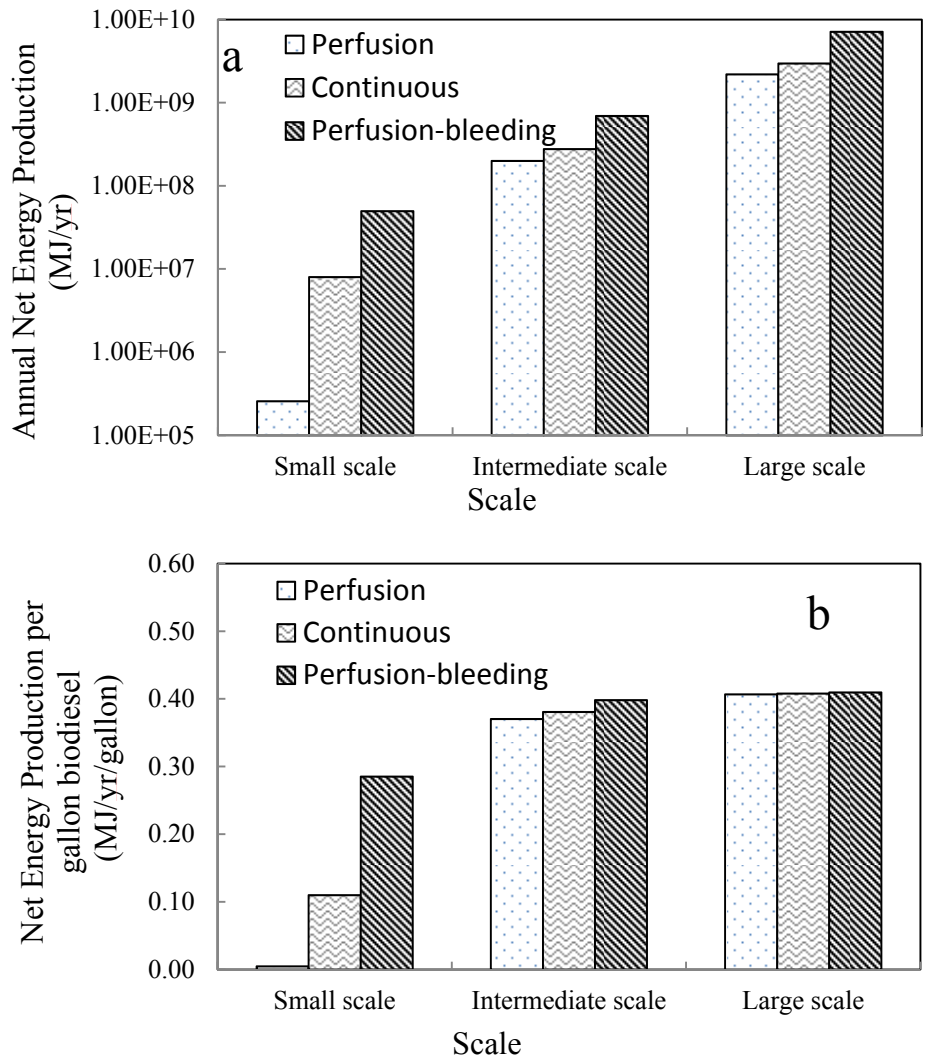 a
Perfusion
Continuous
Perfusion-bleeding
Annual Net Energy Production
(MJ/yr)
1.00E+10
1.00E+09
1.00E+08
1.00E+07
1.00E+06
1.00E+05
Small scale
Intermediate scale
Large scale
Scale
b
Perfusion
Continuous
Perfusion-bleeding
Net Energy Production per
gallon biodiesel
(MJ/yr/gallon)
0.60
0.50
0.40
0.30
0.20
0.10
0.00
Small scale
Intermediate scale
Large scale
Scale